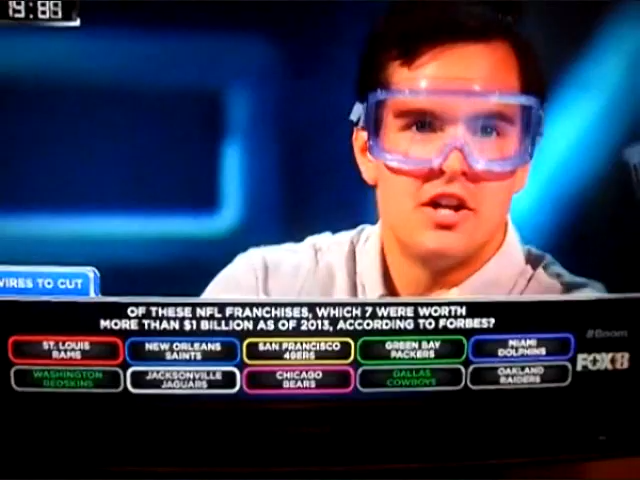 19:88
WIRES TO CUT
OF THESE NFL FRANCHISES, WHICH 7 WERE WORTH
MORE THAN $1 BILLION AS OF 2013, ACCORDING TO FORBES?
#Boom
ST. LOUIS
RAMS
NEW ORLEANS
SAINTS
SAN FRANCISCO
49ERS
GREEN BAY
PACKERS
MIAMI
DOLPHINS
FOX 8
WASHINGTON
REDSKINS
JACKSONVILLE
JAGUARS
CHICAGO
BEARS
DALLAS
COWBOYS
OAKLAND
RAIDERS